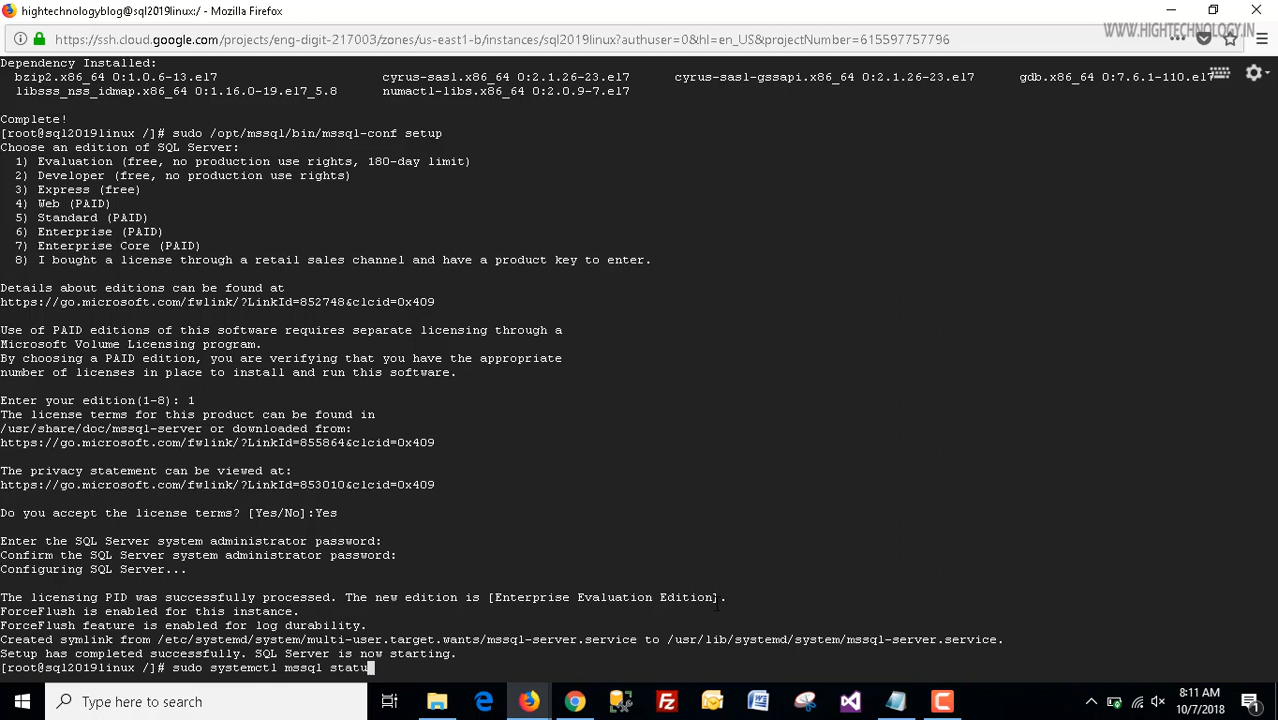 hightechnologyblog@sql2019linux:/ - Mozilla Firefox
https://ssh.cloud.google.com/projects/eng-digit-217003/zones/us-east1-b/instances/sql2019linux?authuser=0&hl=en_US&projectNumber=615597757796
WWW.HIGHTECHNOLOGY.IN
Dependency Installed:
bzip2.x86_64 0:1.0.6-13.el7 cyrus-sasl.x86_64 0:2.1.26-23.el7 cyrus-sasl-gssapi.x86_64 0:2.1.26-23.el7 gdb.x86_64 0:7.6.1-110.el7
libsss_nss_idmap.x86_64 0:1.16.0-19.el7_5.8 numactl-libs.x86_64 0:2.0.9-7.el7
Complete!
[root@sql2019linux /]# sudo /opt/mssql/bin/mssql-conf setup
Choose an edition of SQL Server:
1) Evaluation (free, no production use rights, 180-day limit)
2) Developer (free, no production use rights)
3) Express (free)
4) Web (PAID)
5) Standard (PAID)
6) Enterprise (PAID)
7) Enterprise Core (PAID)
8) I bought a license through a retail sales channel and have a product key to enter.
Details about editions can be found at
https://go.microsoft.com/fwlink/?LinkId=852748&clcid=0x409
Use of PAID editions of this software requires separate licensing through a
Microsoft Volume Licensing program.
By choosing a PAID edition, you are verifying that you have the appropriate
number of licenses in place to install and run this software.
Enter your edition(1-8): 1
The license terms for this product can be found in
/usr/share/doc/mssql-server or downloaded from:
https://go.microsoft.com/fwlink/?LinkId=855864&clcid=0x409
The privacy statement can be viewed at:
https://go.microsoft.com/fwlink/?LinkId=853010&clcid=0x409
Do you accept the license terms? [Yes/No]:Yes
Enter the SQL Server system administrator password:
Confirm the SQL Server system administrator password:
Configuring SQL Server...
The licensing PID was successfully processed. The new edition is [Enterprise Evaluation Edition].
ForceFlush is enabled for this instance.
ForceFlush feature is enabled for log durability.
Created symlink from /etc/systemd/system/multi-user.target.wants/mssql-server.service to /usr/lib/systemd/system/mssql-server.service.
Setup has completed successfully. SQL Server is now starting.
[root@sql2019linux /]# sudo systemctl mssql statu
Type here to search
8:11 AM
10/7/2018